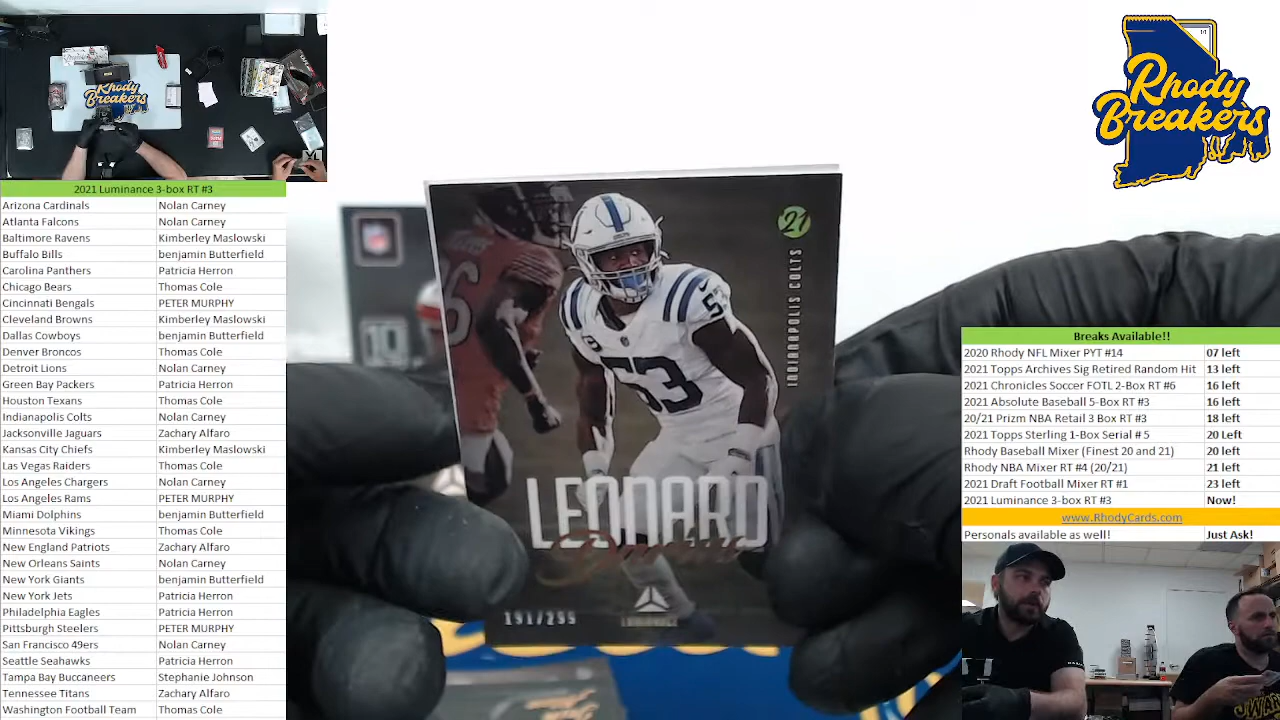 2021 Luminance 3-box RT #3
Arizona Cardinals Nolan Carney
Atlanta Falcons Nolan Carney
Baltimore Ravens Kimberley Maslowski
Buffalo Bills benjamin Butterfield
Carolina Panthers Patricia Herron
Chicago Bears Thomas Cole
Cincinnati Bengals PETER MURPHY
Cleveland Browns Kimberley Maslowski
Dallas Cowboys benjamin Butterfield
Denver Broncos Thomas Cole
Detroit Lions Nolan Carney
Green Bay Packers Patricia Herron
Houston Texans Thomas Cole
Indianapolis Colts Nolan Carney
Jacksonville Jaguars Zachary Alfaro
Kansas City Chiefs Kimberley Maslowski
Las Vegas Raiders Thomas Cole
Los Angeles Chargers Nolan Carney
Los Angeles Rams PETER MURPHY
Miami Dolphins benjamin Butterfield
Minnesota Vikings Thomas Cole
New England Patriots Zachary Alfaro
New Orleans Saints Nolan Carney
New York Giants benjamin Butterfield
New York Jets Patricia Herron
Philadelphia Eagles Patricia Herron
Pittsburgh Steelers PETER MURPHY
San Francisco 49ers Nolan Carney
Seattle Seahawks Patricia Herron
Tampa Bay Buccaneers Stephanie Johnson
Tennessee Titans Zachary Alfaro
Washington Football Team Thomas Cole
Rhody
Breakers
21
INDIANAPOLIS COLTS
53
53
6
LEONARD
Darius
191/299
LUMINANCE
Rhody
Breakers
1/1
Breaks Available!!
2020 Rhody NFL Mixer PYT #14 07 left
2021 Topps Archives Sig Retired Random Hit 13 left
2021 Chronicles Soccer FOTL 2-Box RT #6 16 left
2021 Absolute Baseball 5-Box RT #3 16 left
20/21 Prizm NBA Retail 3 Box RT #3 18 left
2021 Topps Sterling 1-Box Serial # 5 20 Left
Rhody Baseball Mixer (Finest 20 and 21) 20 left
Rhody NBA Mixer RT #4 (20/21) 21 left
2021 Draft Football Mixer RT #1 23 left
2021 Luminance 3-box RT #3 Now!
www.RhodyCards.com
Personals available as well! Just Ask!